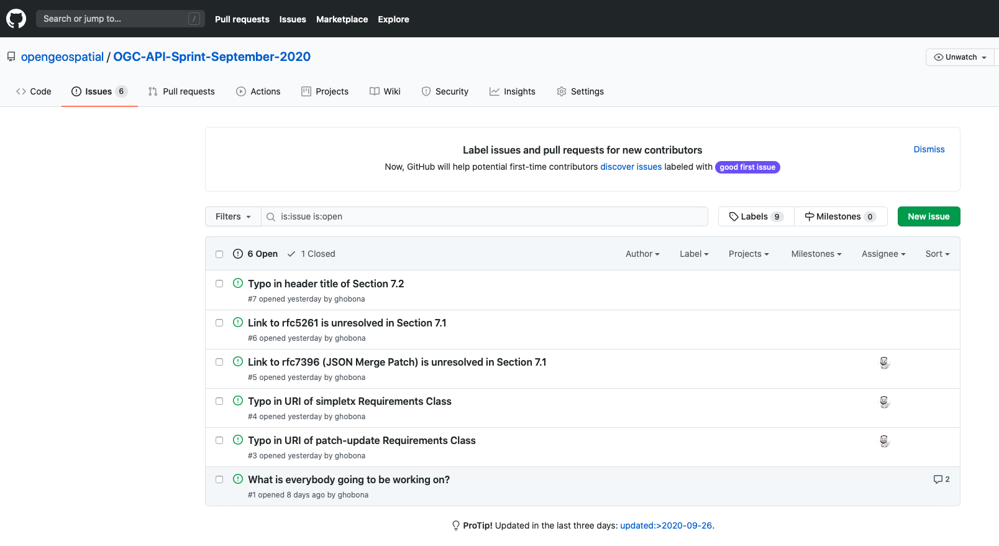 Search or jump to... / Pull requests Issues Marketplace Explore
opengeospatial / OGC-API-Sprint-September-2020 Unwatch
Code Issues 6 Pull requests Actions Projects Wiki Security Insights Settings
Label issues and pull requests for new contributors Dismiss
Now, GitHub will help potential first-time contributors discover issues labeled with good first issue
Filters is:issue is:open Labels 9 Milestones 0 New issue
6 Open 1 Closed Author Label Projects Milestones Assignee Sort
Typo in header title of Section 7.2
#7 opened yesterday by ghobona
Link to rfc5261 is unresolved in Section 7.1
#6 opened yesterday by ghobona
Link to rfc7396 (JSON Merge Patch) is unresolved in Section 7.1
#5 opened yesterday by ghobona
Typo in URI of simpletx Requirements Class
#4 opened yesterday by ghobona
Typo in URI of patch-update Requirements Class
#3 opened yesterday by ghobona
What is everybody going to be working on? 2
#1 opened 8 days ago by ghobona
ProTip! Updated in the last three days: updated:>2020-09-26.